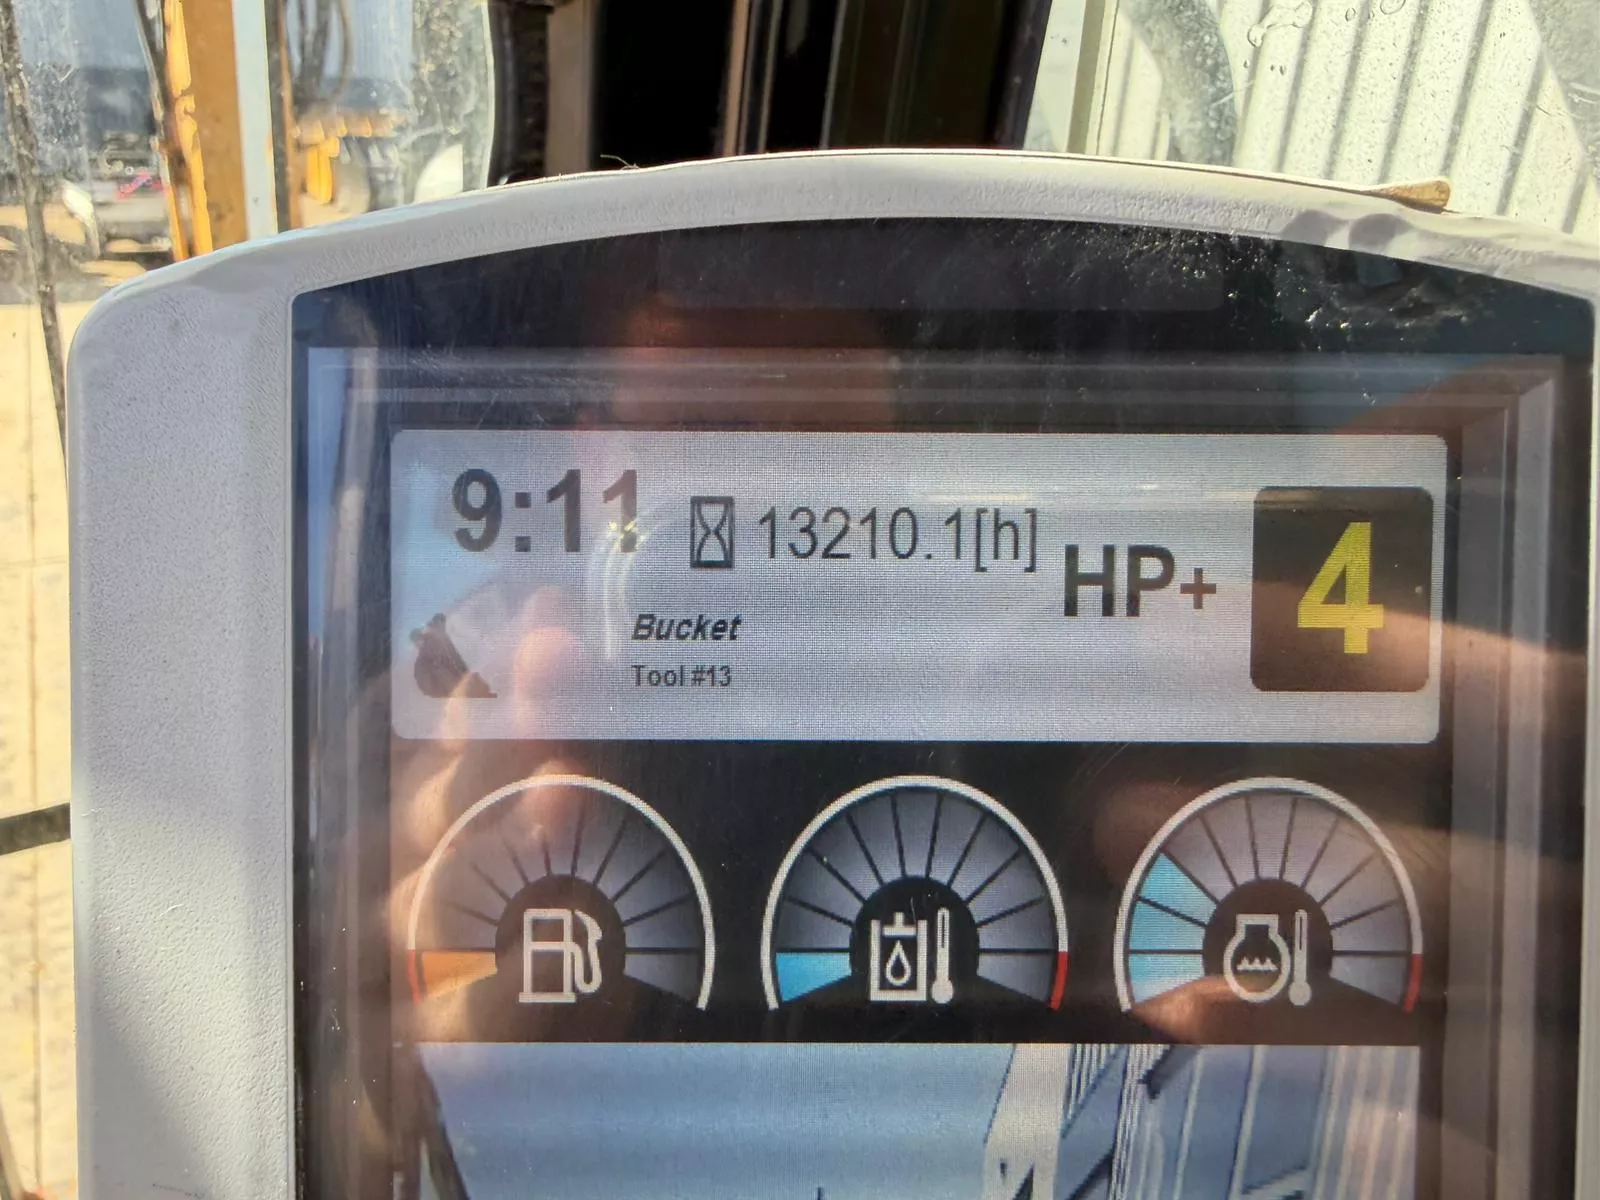 9:11
13210.1[h]
HP+
4
Bucket
Tool #13